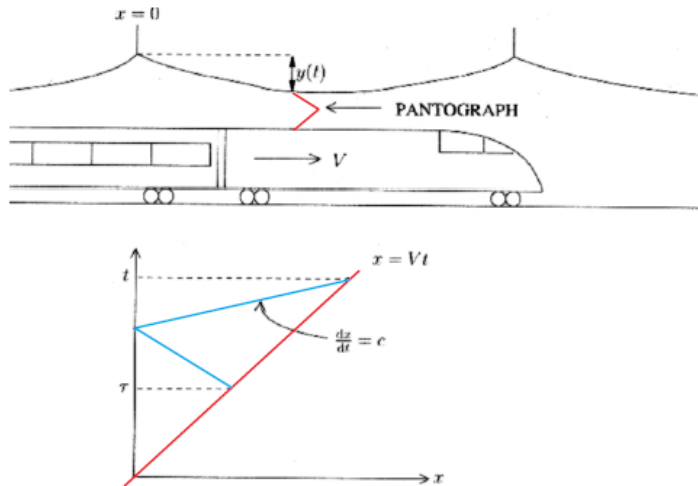 x = 0
y(t)
PANTOGRAPH
V
t
x = Vt
dx/dt = c
τ
x